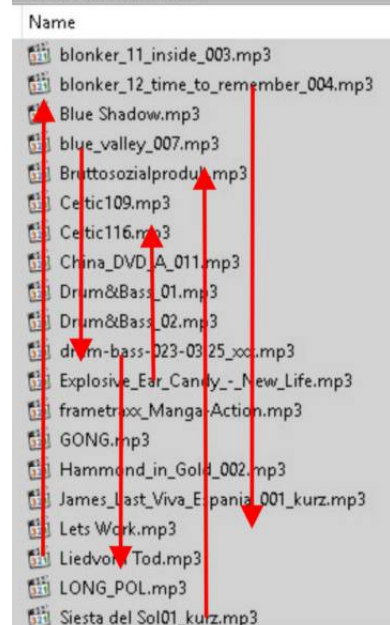 Name
blonker_11_inside_003.mp3
blonker_12_time_to_remember_004.mp3
Blue Shadow.mp3
blue_valley_007.mp3
Bruttosozialprodukt.mp3
Celtic109.mp3
Celtic116.mp3
China_DVD_A_011.mp3
Drum&Bass_01.mp3
Drum&Bass_02.mp3
drum-bass-023-0325_xxx.mp3
Explosive_Ear_Candy_-_New_Life.mp3
frametraxx_Manga-Action.mp3
GONG.mp3
Hammond_in_Gold_002.mp3
James_Last_Viva_Espania_001_kurz.mp3
Lets Work.mp3
Liedvom Tod.mp3
LONG_POL.mp3
Siesta del Sol01_kurz.mp3